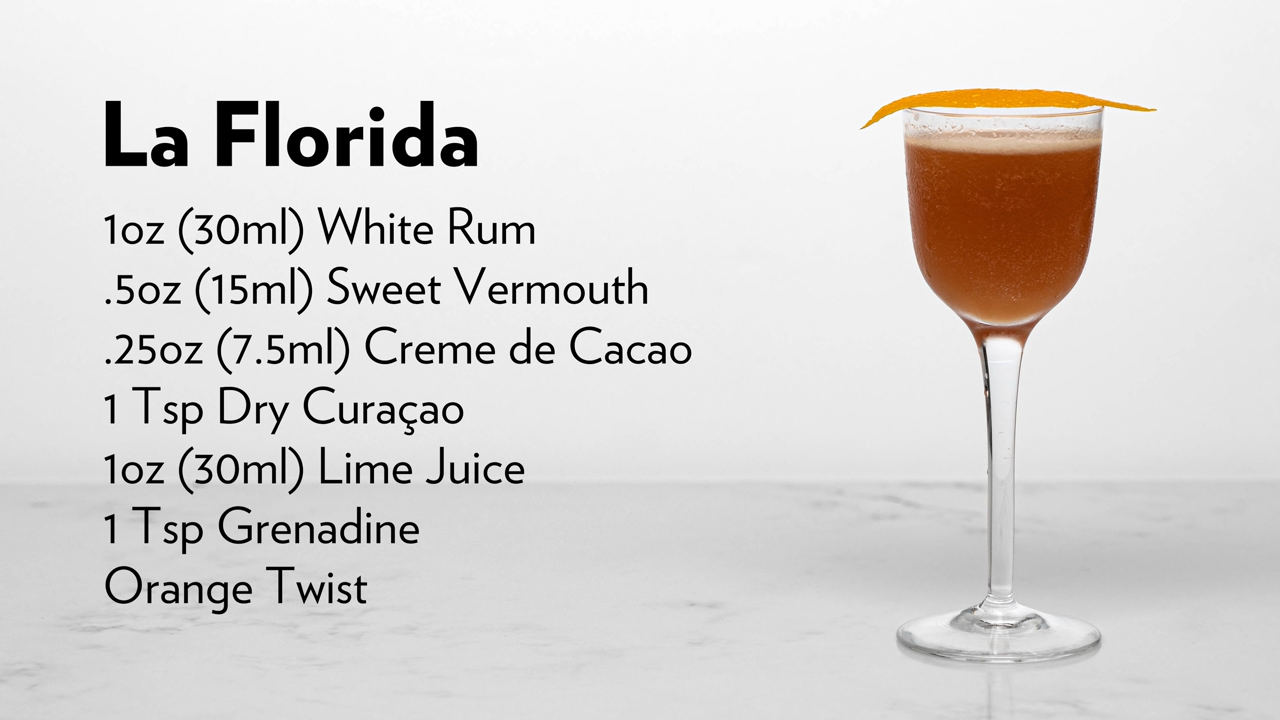 La Florida
1oz (30ml) White Rum
.5oz (15ml) Sweet Vermouth
.25oz (7.5ml) Creme de Cacao
1 Tsp Dry Curaçao
1oz (30ml) Lime Juice
1 Tsp Grenadine
Orange Twist